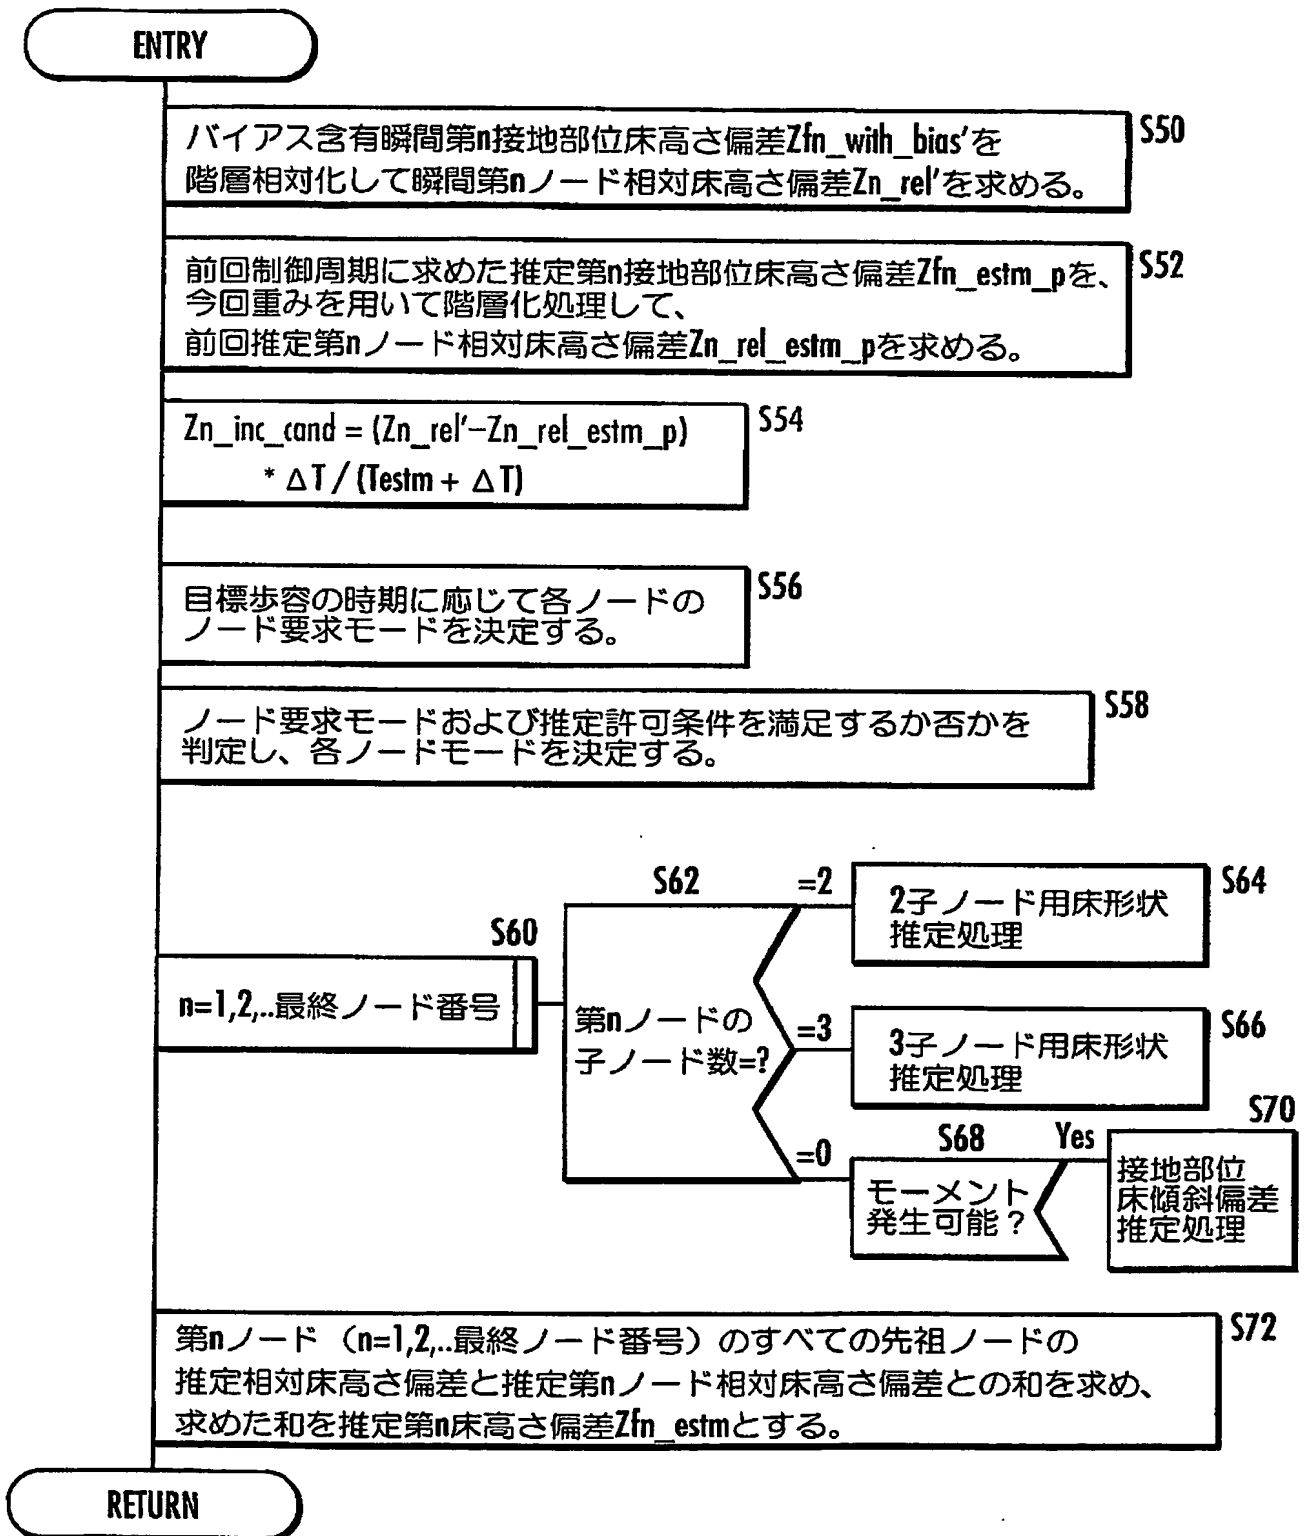 ENTRY
バイアス含有瞬間第n接地部位床高さ偏差Zfn_with_bias'を
階層相対化して瞬間第nノード相対床高さ偏差Zn_rel'を求める。
S50
前回制御周期に求めた推定第n接地部位床高さ偏差Zfn_estm_pを、
今回重みを用いて階層化処理して、
前回推定第nノード相対床高さ偏差Zn_rel_estm_pを求める。
S52
Zn_inc_cand = (Zn_rel'−Zn_rel_estm_p)
* ΔT / (Testm + ΔT)
S54
目標歩容の時期に応じて各ノードの
ノード要求モードを決定する。
S56
ノード要求モードおよび推定許可条件を満足するか否かを
判定し、各ノードモードを決定する。
S58
S60
n=1,2,..最終ノード番号
S62
第nノードの
子ノード数=?
=2
2子ノード用床形状
推定処理
S64
=3
3子ノード用床形状
推定処理
S66
=0
S68
モーメント
発生可能？
Yes
S70
接地部位
床傾斜偏差
推定処理
第nノード（n=1,2,..最終ノード番号）のすべての先祖ノードの
推定相対床高さ偏差と推定第nノード相対床高さ偏差との和を求め、
求めた和を推定第n床高さ偏差Zfn_estmとする。
S72
RETURN